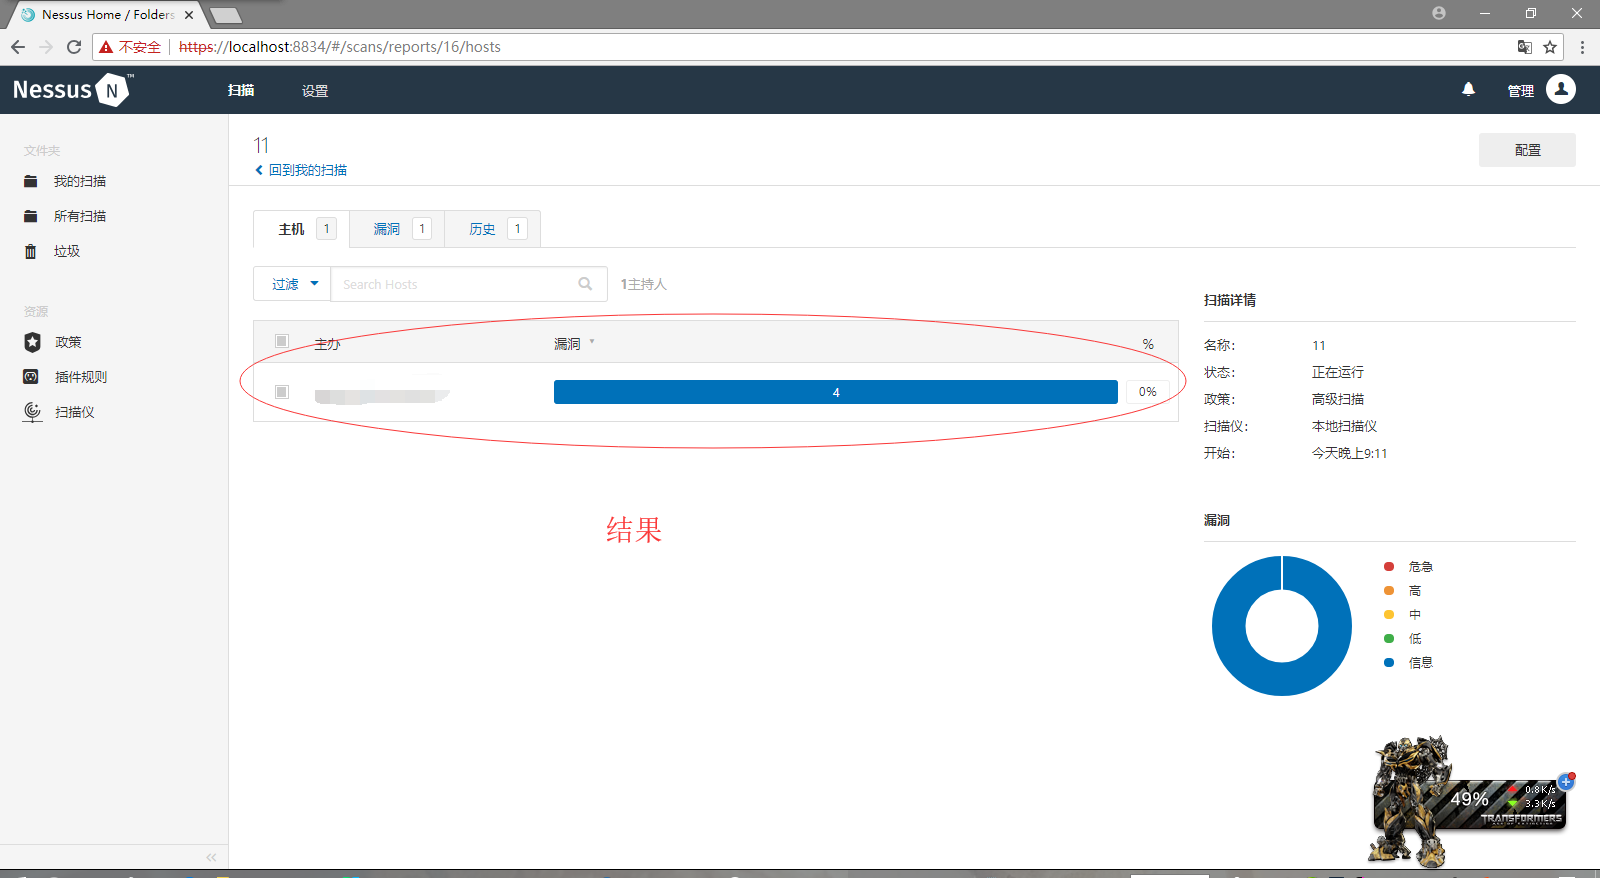 Nessus Home / Folders
不安全 https://localhost:8834/#/scans/reports/16/hosts
Nessus N ™
扫描
设置
管理
文件夹
我的扫描
所有扫描
垃圾
资源
政策
插件规则
扫描仪
11
回到我的扫描
配置
主机 1
漏洞 1
历史 1
过滤
Search Hosts
1主持人
主办 漏洞 %
4 0%
结果
扫描详情
名称: 11
状态: 正在运行
政策: 高级扫描
扫描仪: 本地扫描仪
开始: 今天晚上9:11
漏洞
危急
高
中
低
信息
49%
0.8K/s
3.3K/s
TRANSFORMERS